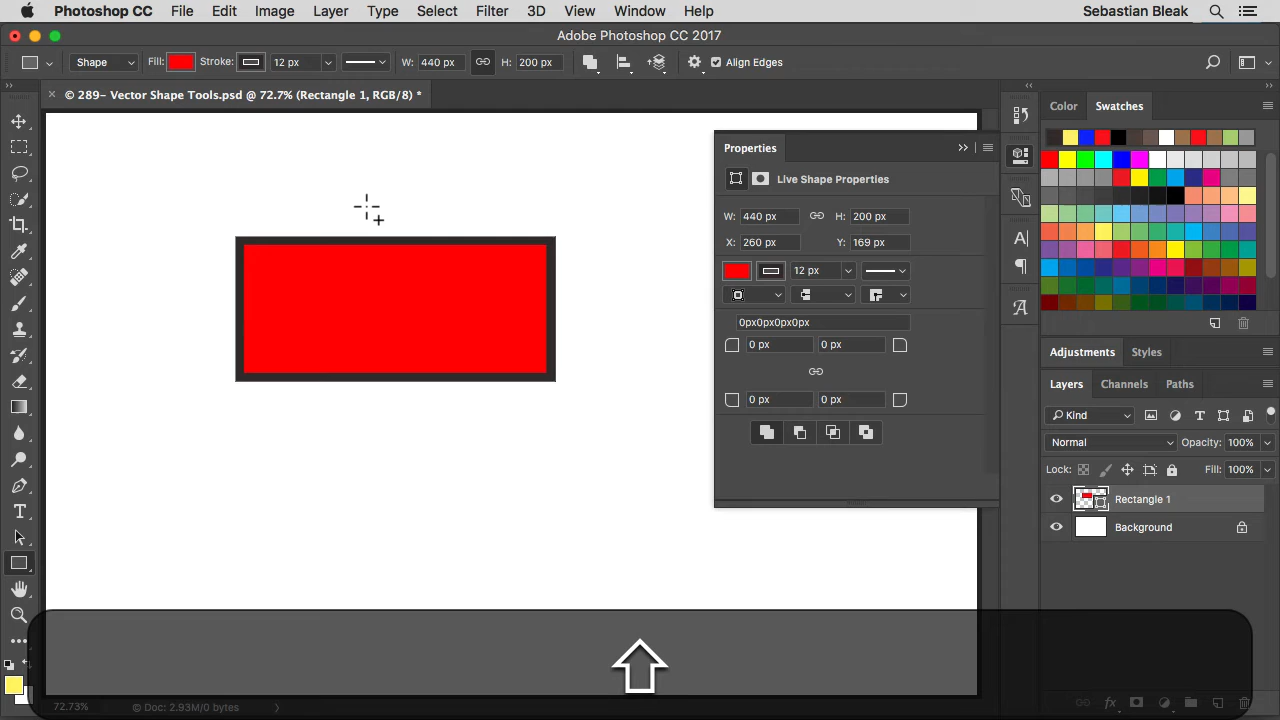 Photoshop CC File Edit Image Layer Type Select Filter 3D View Window Help Sebastian Bleak
Adobe Photoshop CC 2017
Shape Fill: Stroke: 12 px W: 440 px H: 200 px Align Edges
× © 289- Vector Shape Tools.psd @ 72.7% (Rectangle 1, RGB/8) *
Properties
Live Shape Properties
W: 440 px H: 200 px
X: 260 px Y: 169 px
12 px
0px0px0px0px
0 px 0 px
0 px 0 px
Color Swatches
Adjustments Styles
Layers Channels Paths
Kind
Normal Opacity: 100%
Lock: Fill: 100%
Rectangle 1
Background
72.73% © Doc: 2.93M/0 bytes